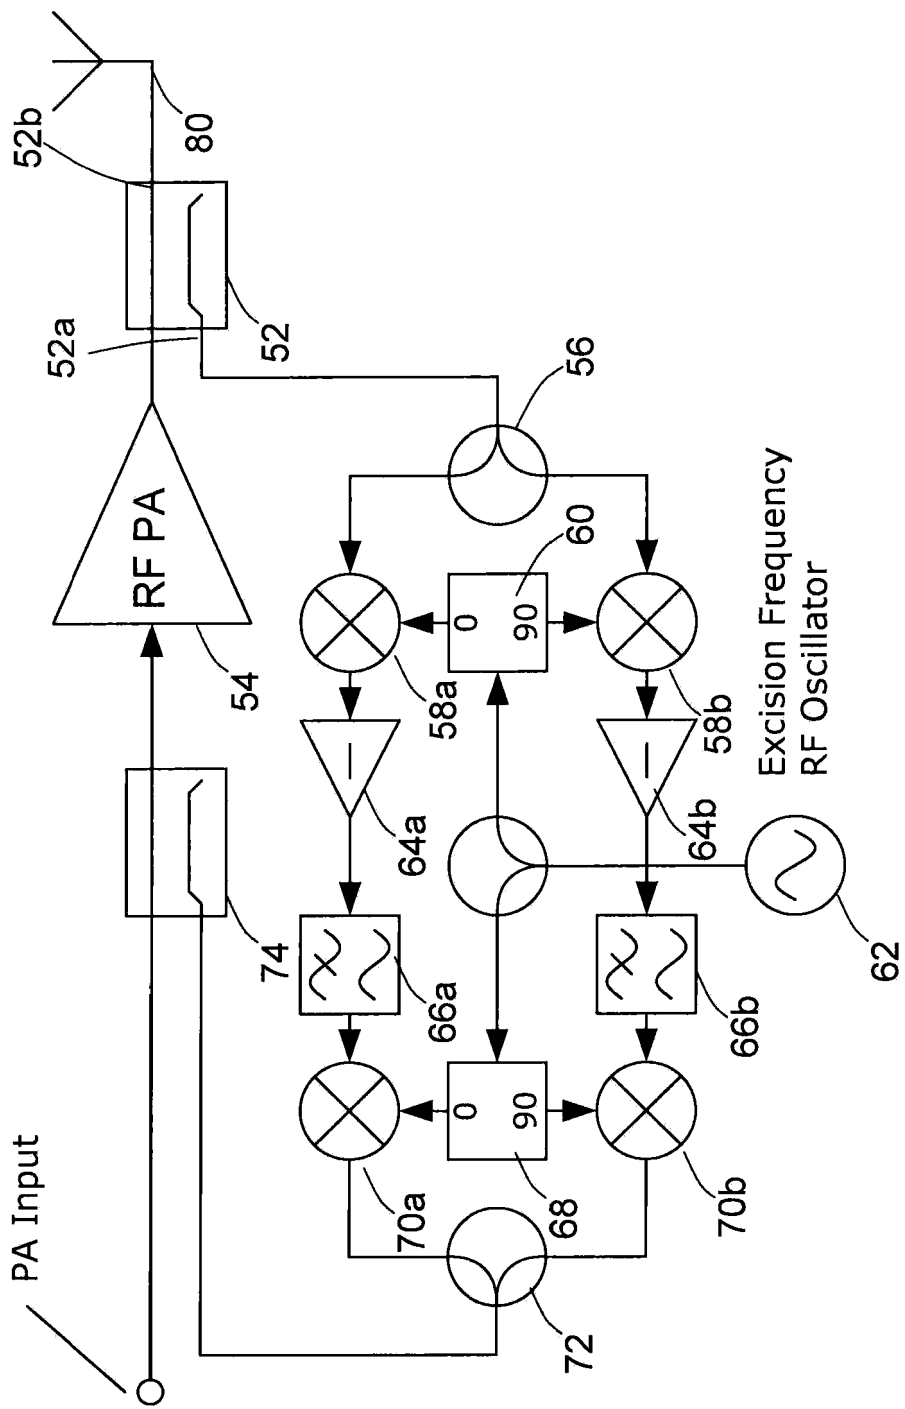 PA Input
52b
52a
RF PA
80
54
74
52
70a
64a
66a
58a
0
0
90
90
68
60
72
56
64b
58b
70b
66b
Excision Frequency
RF Oscillator
62